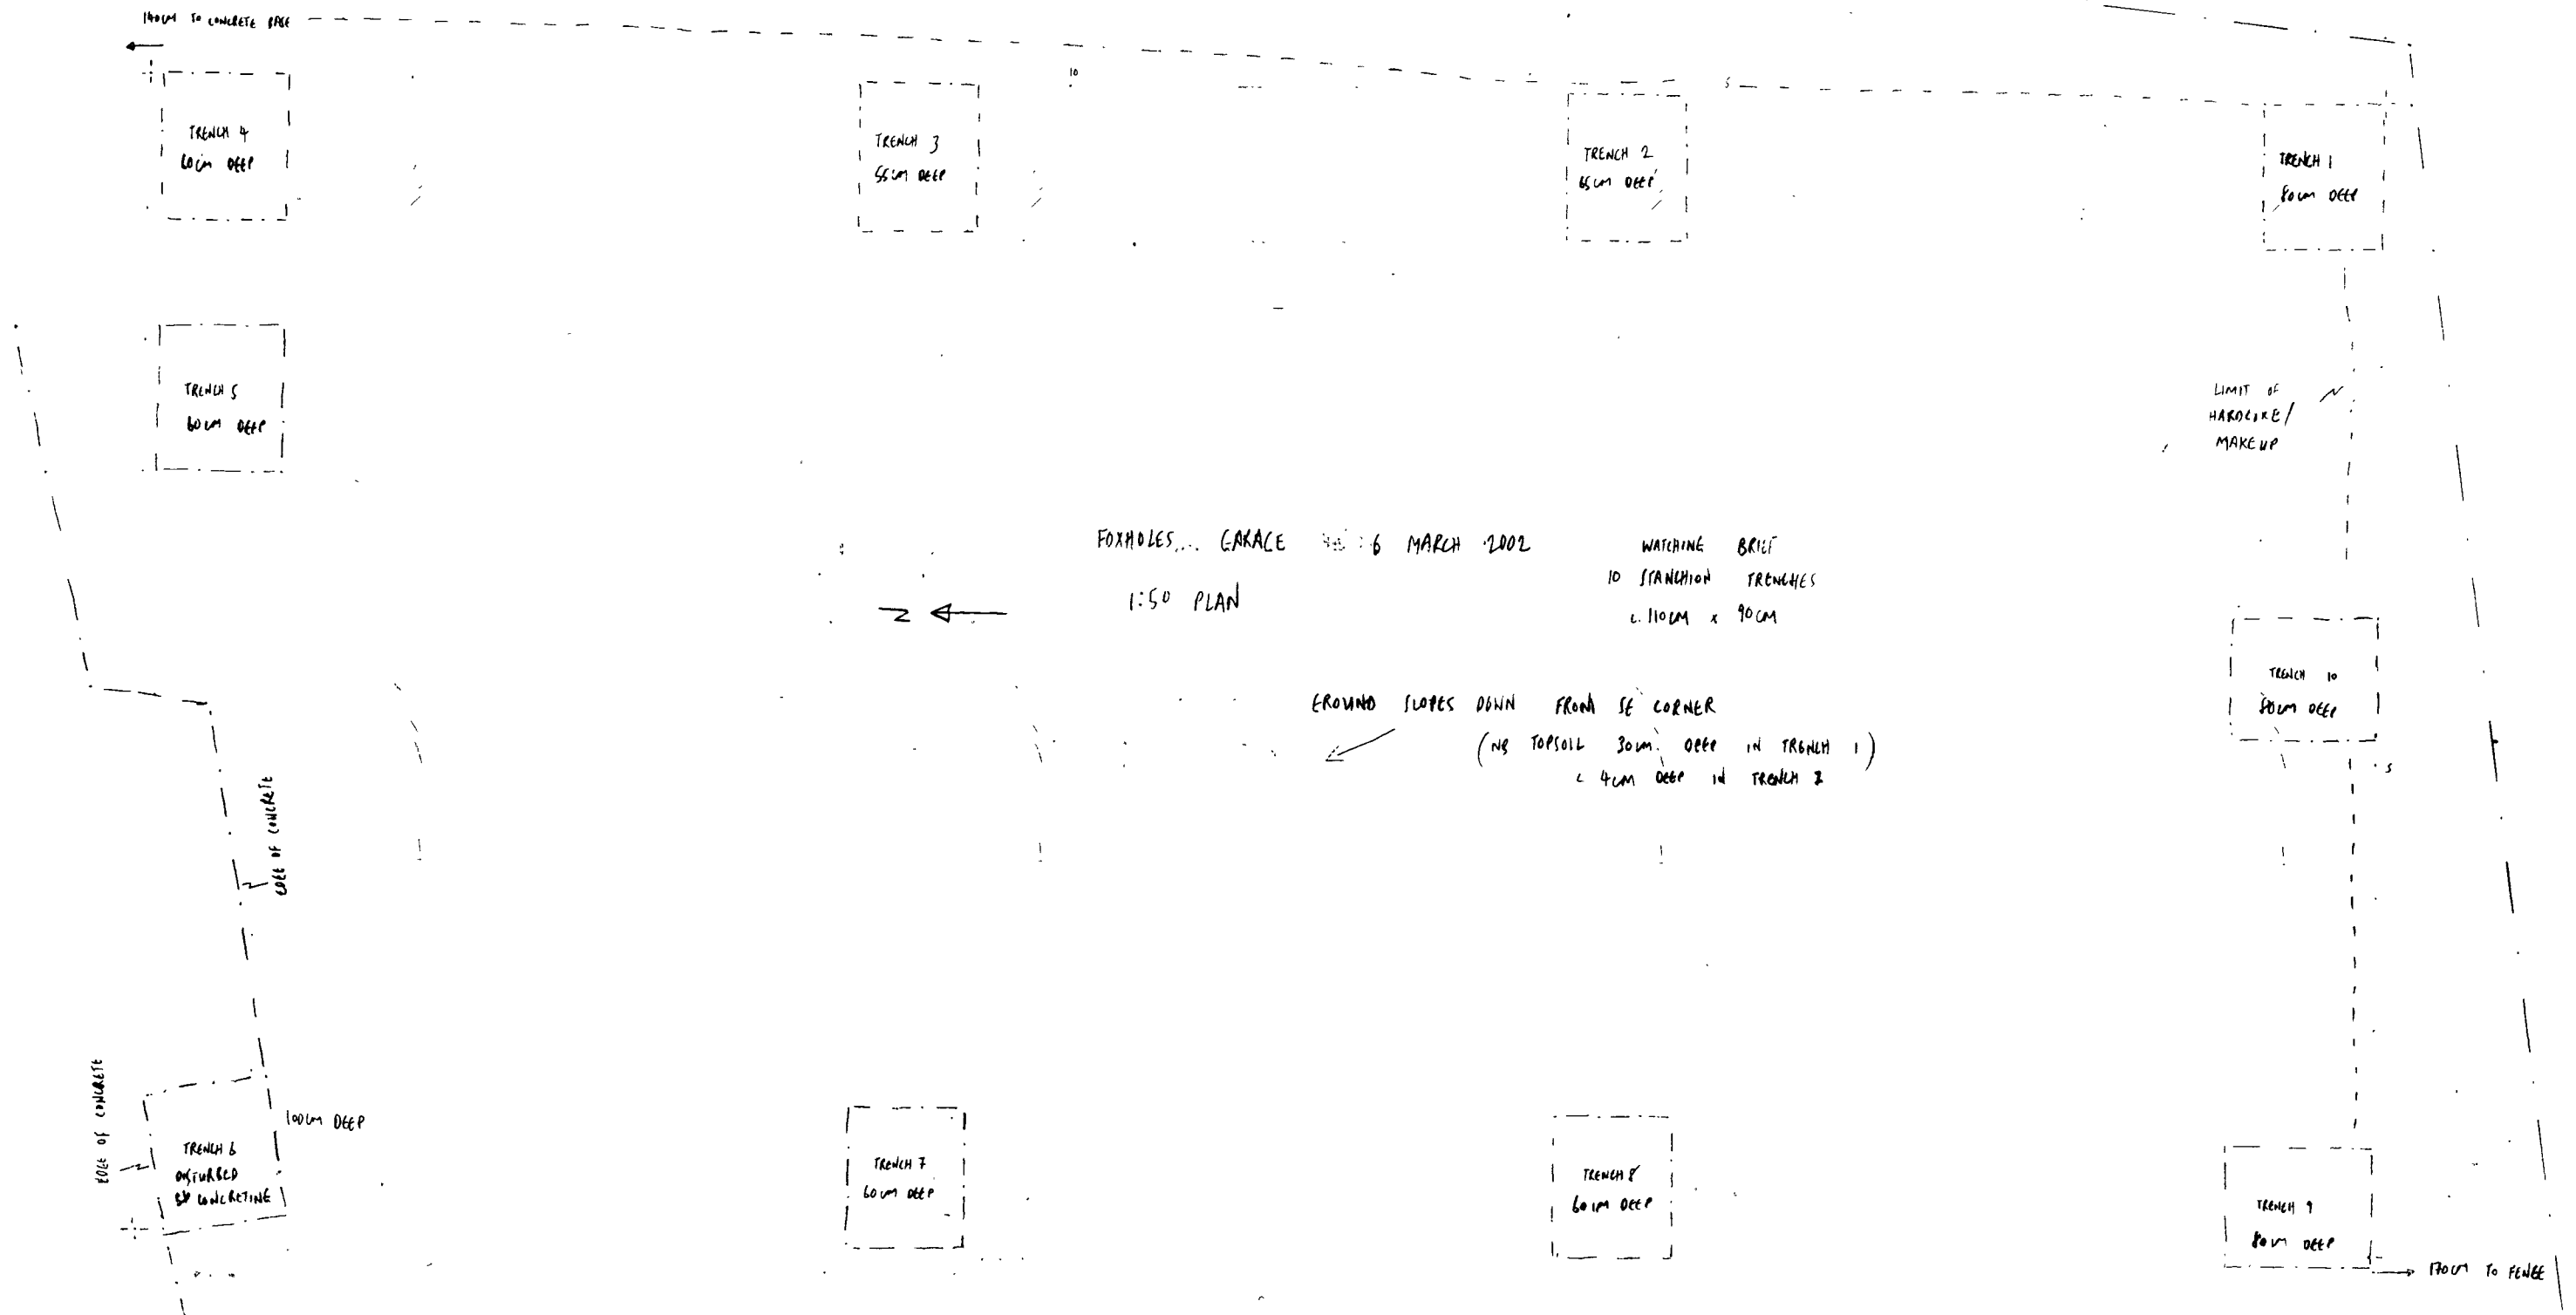 140CM TO CONCRETE BASE
10
5
TRENCH 4
60CM DEEP
TRENCH 3
55CM DEEP
TRENCH 2
65CM DEEP
TRENCH 1
80CM DEEP
TRENCH 5
60CM DEEP
LIMIT OF
HARDCORE/
MAKEUP
FOXHOLES... GARAGE 6 MARCH 2002
1:50 PLAN
WATCHING BRIEF
10 STANCHION TRENCHES
c. 110CM x 90CM
N
GROUND SLOPES DOWN FROM SE CORNER
(NB TOPSOIL 30CM DEEP IN TRENCH 1)
c 4CM DEEP IN TRENCH
TRENCH 10
80CM DEEP
5
EDGE OF CONCRETE
EDGE OF CONCRETE
100CM DEEP
TRENCH 6
DISTURBED
BY CONCRETING
TRENCH 7
60CM DEEP
TRENCH 8
60CM DEEP
TRENCH 9
80CM DEEP
170CM TO FENCE